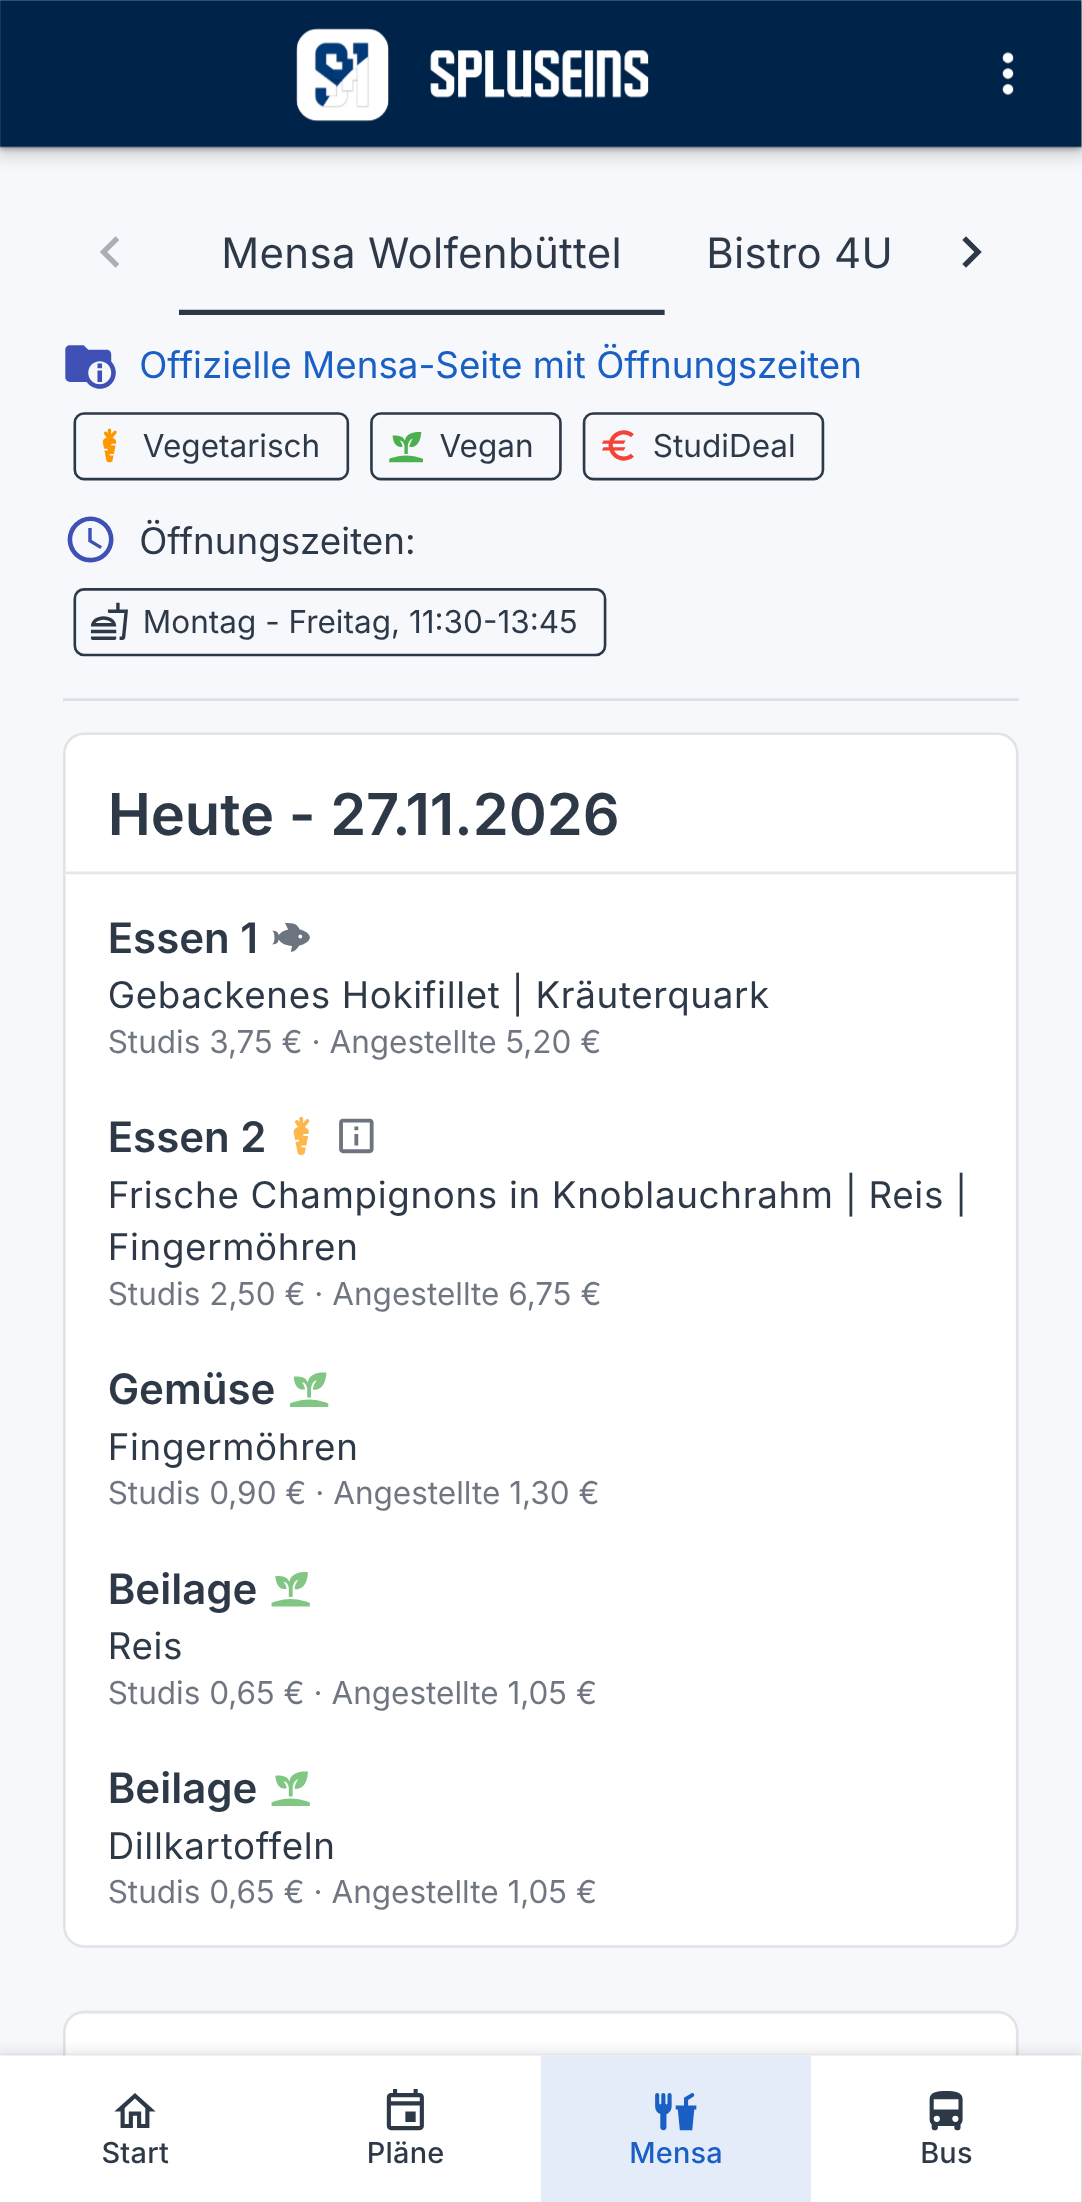 SPLUSEINS
Mensa Wolfenbüttel
Bistro 4U
Offizielle Mensa-Seite mit Öffnungszeiten
Vegetarisch
Vegan
StudiDeal
Öffnungszeiten:
Montag - Freitag, 11:30-13:45
Heute - 27.11.2026
Essen 1
Gebackenes Hokifillet | Kräuterquark
Studis 3,75 € · Angestellte 5,20 €
Essen 2
Frische Champignons in Knoblauchrahm | Reis |
Fingermöhren
Studis 2,50 € · Angestellte 6,75 €
Gemüse
Fingermöhren
Studis 0,90 € · Angestellte 1,30 €
Beilage
Reis
Studis 0,65 € · Angestellte 1,05 €
Beilage
Dillkartoffeln
Studis 0,65 € · Angestellte 1,05 €
Start
Pläne
Mensa
Bus